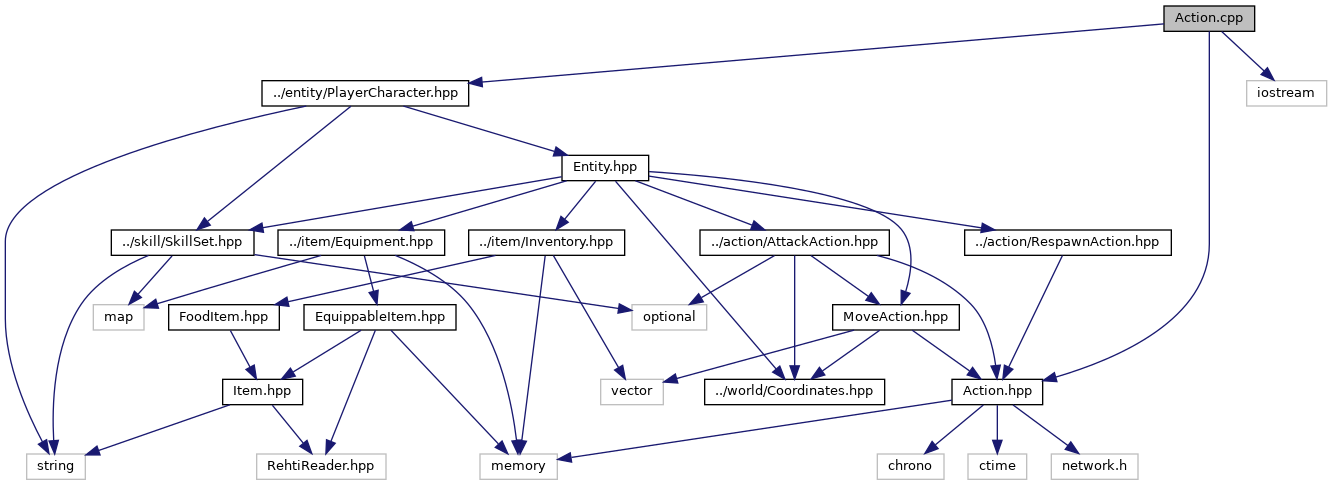 Action.cpp
../entity/PlayerCharacter.hpp
iostream
Entity.hpp
../skill/SkillSet.hpp
../item/Equipment.hpp
../item/Inventory.hpp
../action/AttackAction.hpp
../action/RespawnAction.hpp
map
FoodItem.hpp
EquippableItem.hpp
optional
MoveAction.hpp
Item.hpp
vector
../world/Coordinates.hpp
Action.hpp
string
RehtiReader.hpp
memory
chrono
ctime
network.h